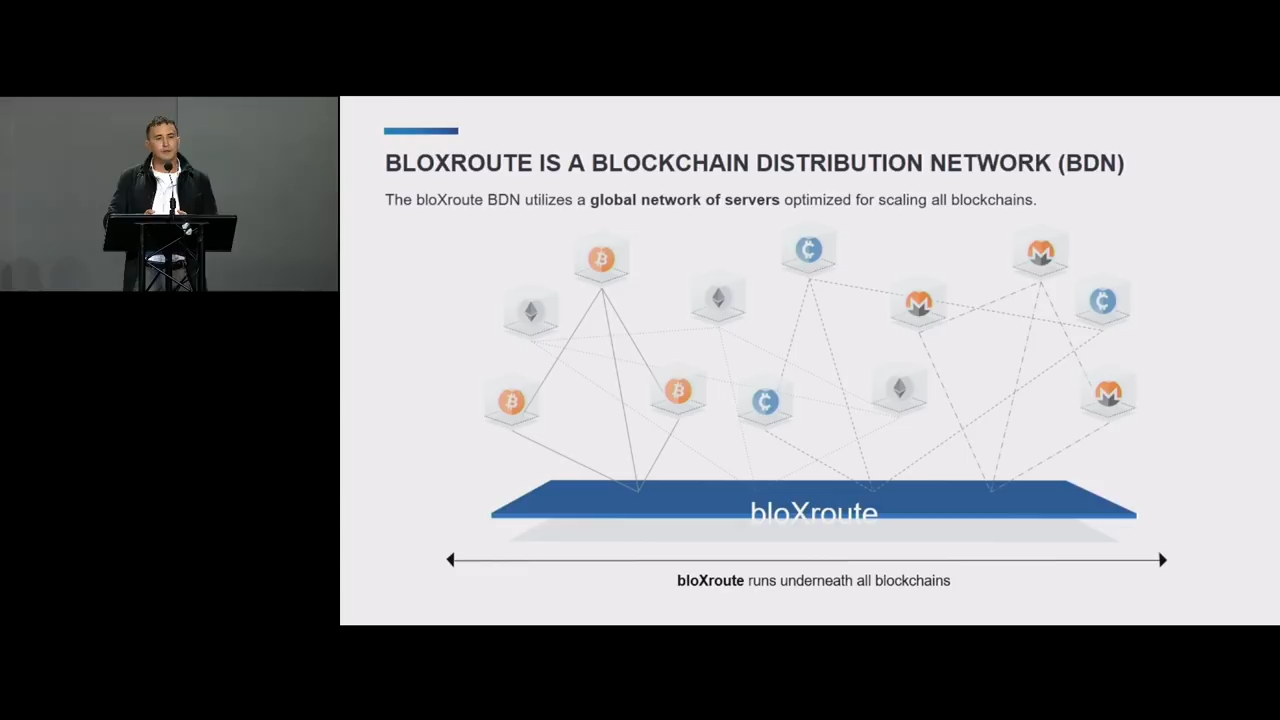 BLOXROUTE IS A BLOCKCHAIN DISTRIBUTION NETWORK (BDN)
The bloXroute BDN utilizes a global network of servers optimized for scaling all blockchains.
bloXroute
bloXroute runs underneath all blockchains